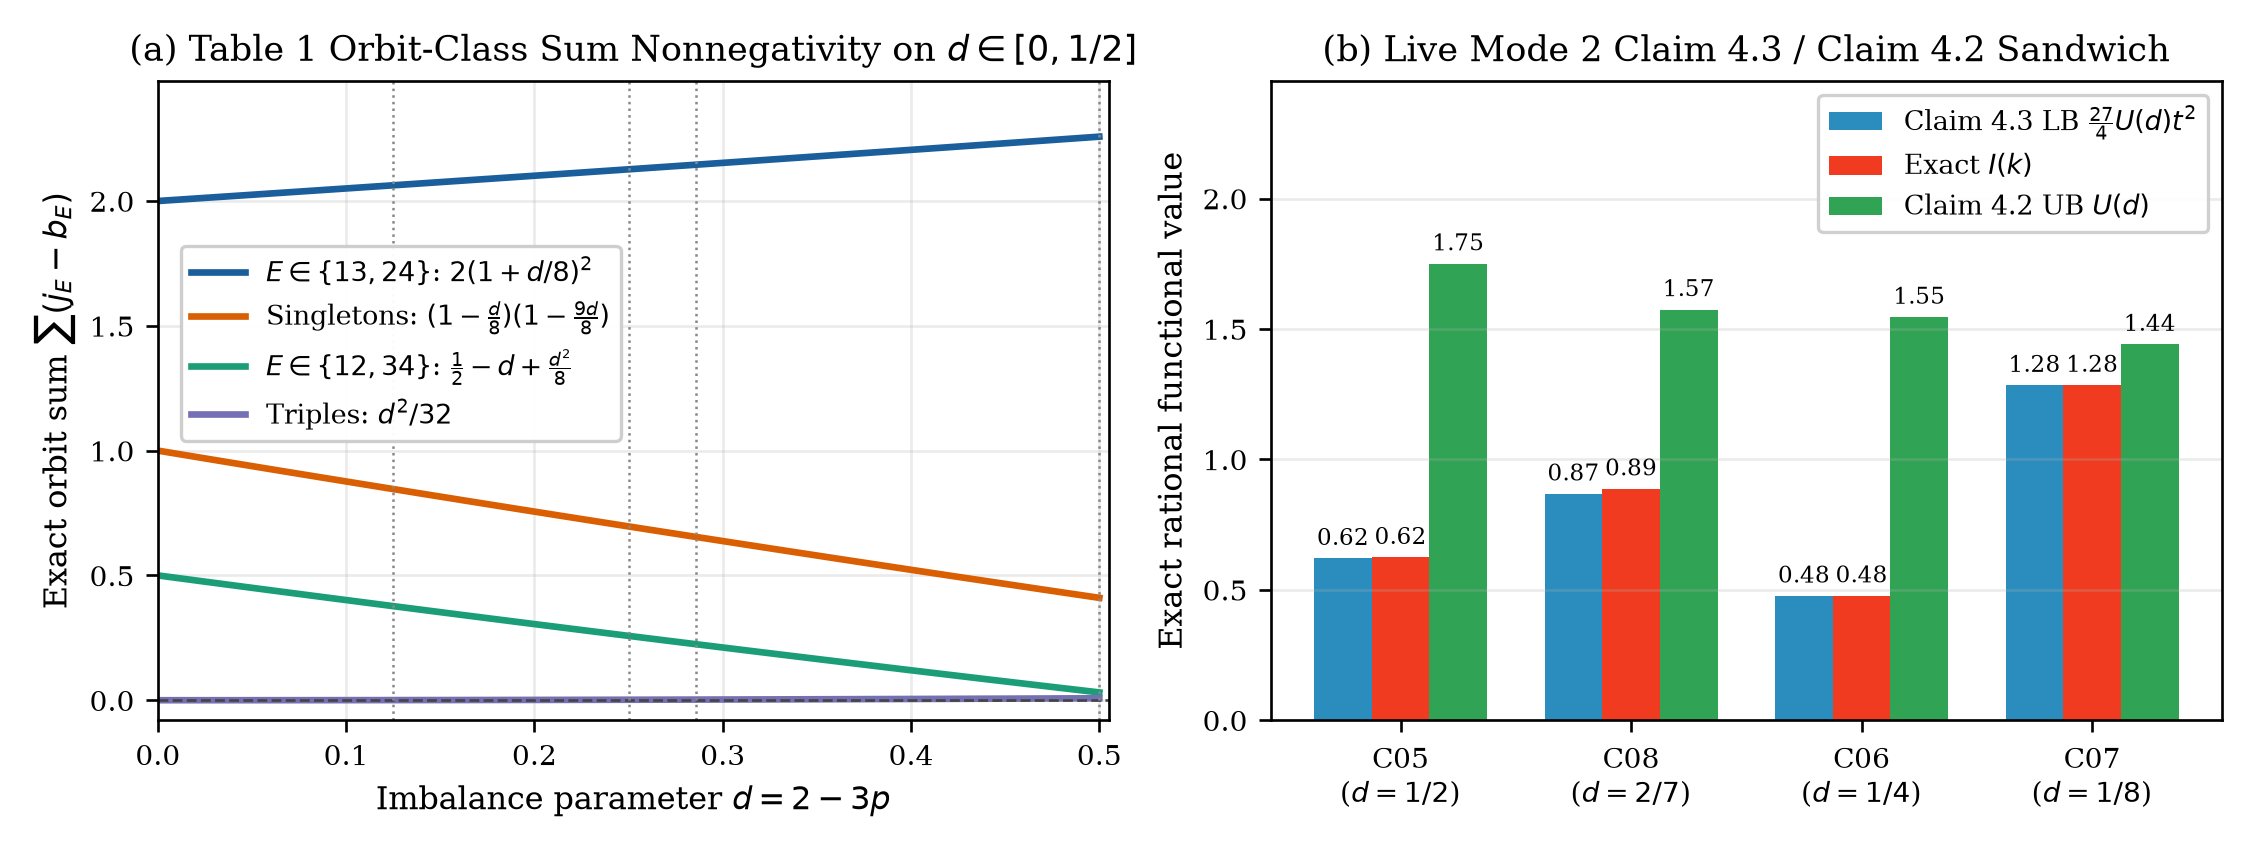 (a) Table 1 Orbit-Class Sum Nonnegativity on d ∈ [0, 1/2]
Exact orbit sum ∑(j_E − b_E)
2.0
1.5
1.0
0.5
0.0
E ∈ {13, 24}: 2(1 + d/8)²
Singletons: (1 − d/8)(1 − 9d/8)
E ∈ {12, 34}: 1/2 − d + d²/8
Triples: d²/32
0.0 0.1 0.2 0.3 0.4 0.5
Imbalance parameter d = 2 − 3p
(b) Live Mode 2 Claim 4.3 / Claim 4.2 Sandwich
Exact rational functional value
2.0
1.5
1.0
0.5
0.0
Claim 4.3 LB 27/4 U(d)t²
Exact I(k)
Claim 4.2 UB U(d)
0.62 0.62 1.75
0.87 0.89 1.57
0.48 0.48 1.55
1.28 1.28 1.44
C05 C08 C06 C07
(d = 1/2) (d = 2/7) (d = 1/4) (d = 1/8)